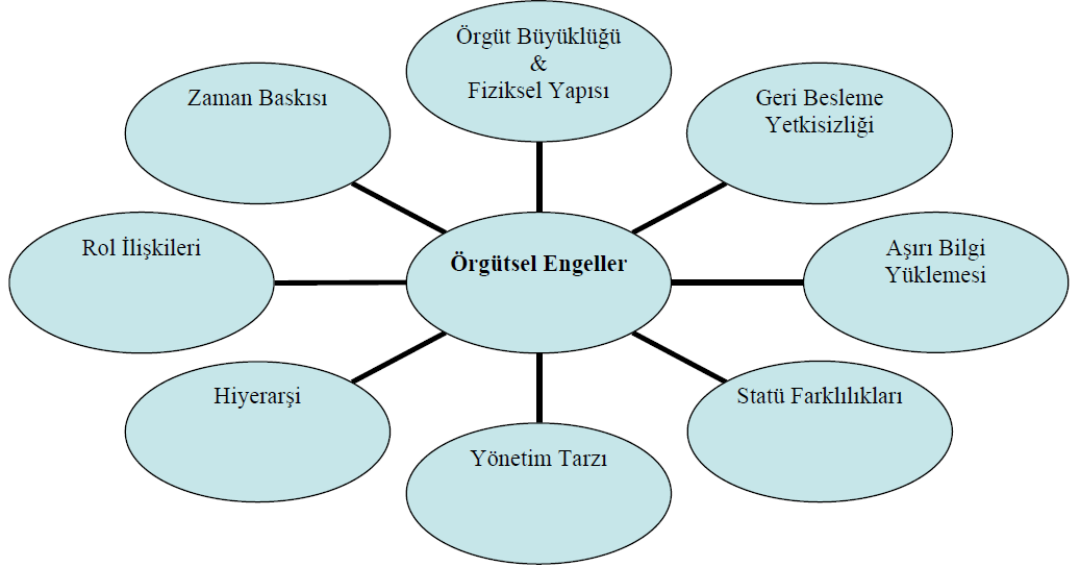 Örgüt Büyüklüğü
&
Fiziksel Yapısı
Zaman Baskısı
Geri Besleme
Yetkisizliği
Rol İlişkileri
Örgütsel Engeller
Aşırı Bilgi
Yüklemesi
Hiyerarşi
Statü Farklılıkları
Yönetim Tarzı